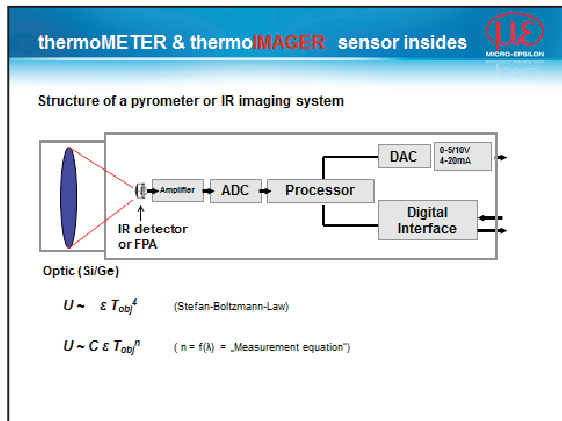 thermoMETER & thermoIMAGER sensor insides
με
MICRO-EPSILON
Structure of a pyrometer or IR imaging system
DAC
0-5/10V
4-20mA
Amplifier
ADC
Processor
IR detector
or FPA
Digital
Interface
Optic (Si/Ge)
U ~ ε Tobj⁴ (Stefan-Boltzmann-Law)
U ~ C ε Tobjⁿ ( n = f(λ) = „Measurement equation“)